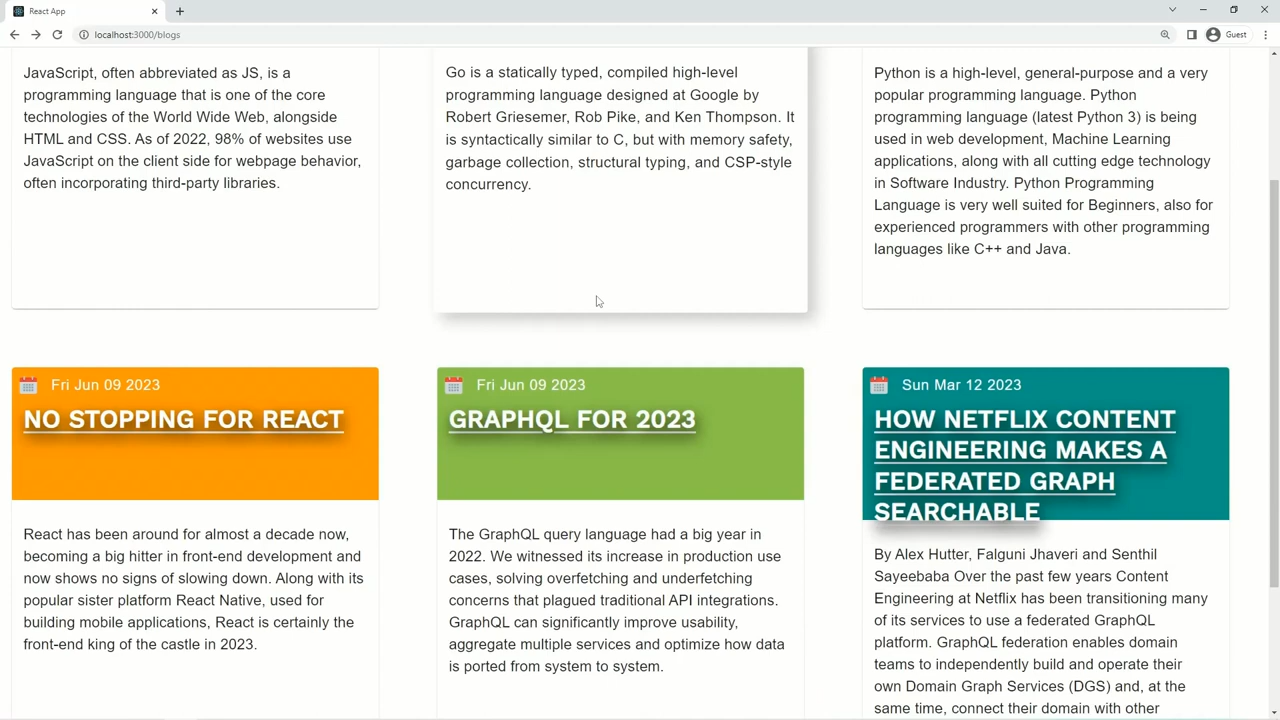 React App
localhost:3000/blogs
Guest
JavaScript, often abbreviated as JS, is a
programming language that is one of the core
technologies of the World Wide Web, alongside
HTML and CSS. As of 2022, 98% of websites use
JavaScript on the client side for webpage behavior,
often incorporating third-party libraries.
Go is a statically typed, compiled high-level
programming language designed at Google by
Robert Griesemer, Rob Pike, and Ken Thompson. It
is syntactically similar to C, but with memory safety,
garbage collection, structural typing, and CSP-style
concurrency.
Python is a high-level, general-purpose and a very
popular programming language. Python
programming language (latest Python 3) is being
used in web development, Machine Learning
applications, along with all cutting edge technology
in Software Industry. Python Programming
Language is very well suited for Beginners, also for
experienced programmers with other programming
languages like C++ and Java.
Fri Jun 09 2023
NO STOPPING FOR REACT
React has been around for almost a decade now,
becoming a big hitter in front-end development and
now shows no signs of slowing down. Along with its
popular sister platform React Native, used for
building mobile applications, React is certainly the
front-end king of the castle in 2023.
Fri Jun 09 2023
GRAPHQL FOR 2023
The GraphQL query language had a big year in
2022. We witnessed its increase in production use
cases, solving overfetching and underfetching
concerns that plagued traditional API integrations.
GraphQL can significantly improve usability,
aggregate multiple services and optimize how data
is ported from system to system.
Sun Mar 12 2023
HOW NETFLIX CONTENT
ENGINEERING MAKES A
FEDERATED GRAPH
SEARCHABLE
By Alex Hutter, Falguni Jhaveri and Senthil
Sayeebaba Over the past few years Content
Engineering at Netflix has been transitioning many
of its services to use a federated GraphQL
platform. GraphQL federation enables domain
teams to independently build and operate their
own Domain Graph Services (DGS) and, at the
same time, connect their domain with other